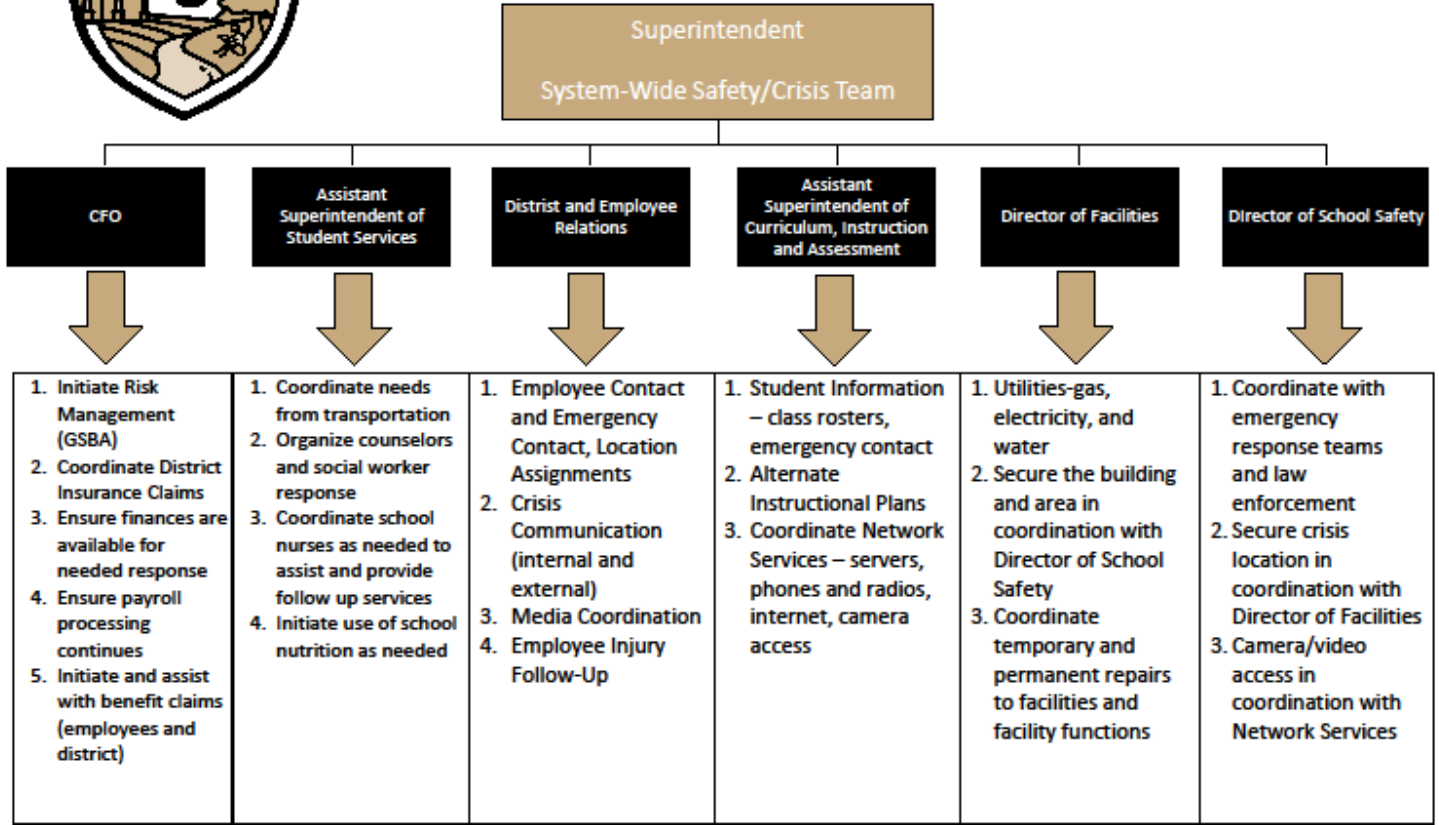 Superintendent
System-Wide Safety/Crisis Team
CFO
Assistant
Superintendent of
Student Services
Distrist and Employee
Relations
Assistant
Superintendent of
Curriculum, Instruction
and Assessment
Director of Facilities
DIrector of School Safety
1. Initiate Risk
Management
(GSBA)
2. Coordinate District
Insurance Claims
3. Ensure finances are
available for
needed response
4. Ensure payroll
processing
continues
5. Initiate and assist
with benefit claims
(employees and
district)
1. Coordinate needs
from transportation
2. Organize counselors
and social worker
response
3. Coordinate school
nurses as needed to
assist and provide
follow up services
4. Initiate use of school
nutrition as needed
1. Employee Contact
and Emergency
Contact, Location
Assignments
2. Crisis
Communication
(internal and
external)
3. Media Coordination
4. Employee Injury
Follow-Up
1. Student Information
– class rosters,
emergency contact
2. Alternate
Instructional Plans
3. Coordinate Network
Services – servers,
phones and radios,
internet, camera
access
1. Utilities-gas,
electricity, and
water
2. Secure the building
and area in
coordination with
Director of School
Safety
3. Coordinate
temporary and
permanent repairs
to facilities and
facility functions
1. Coordinate with
emergency
response teams
and law
enforcement
2. Secure crisis
location in
coordination with
Director of Facilities
3. Camera/video
access in
coordination with
Network Services